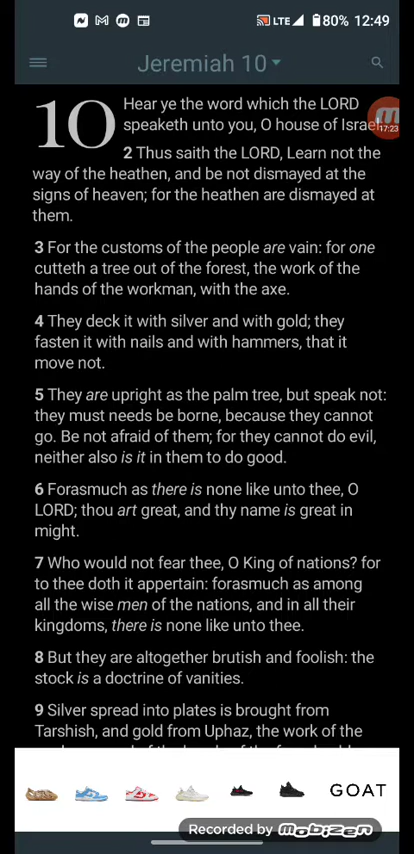 LTE 80% 12:49
Jeremiah 10
10 Hear ye the word which the LORD
speaketh unto you, O house of Israel:
17:23
2 Thus saith the LORD, Learn not the
way of the heathen, and be not dismayed at the
signs of heaven; for the heathen are dismayed at
them.
3 For the customs of the people are vain: for one
cutteth a tree out of the forest, the work of the
hands of the workman, with the axe.
4 They deck it with silver and with gold; they
fasten it with nails and with hammers, that it
move not.
5 They are upright as the palm tree, but speak not:
they must needs be borne, because they cannot
go. Be not afraid of them; for they cannot do evil,
neither also is it in them to do good.
6 Forasmuch as there is none like unto thee, O
LORD; thou art great, and thy name is great in
might.
7 Who would not fear thee, O King of nations? for
to thee doth it appertain: forasmuch as among
all the wise men of the nations, and in all their
kingdoms, there is none like unto thee.
8 But they are altogether brutish and foolish: the
stock is a doctrine of vanities.
9 Silver spread into plates is brought from
Tarshish, and gold from Uphaz, the work of the
GOAT
Recorded by mobizen